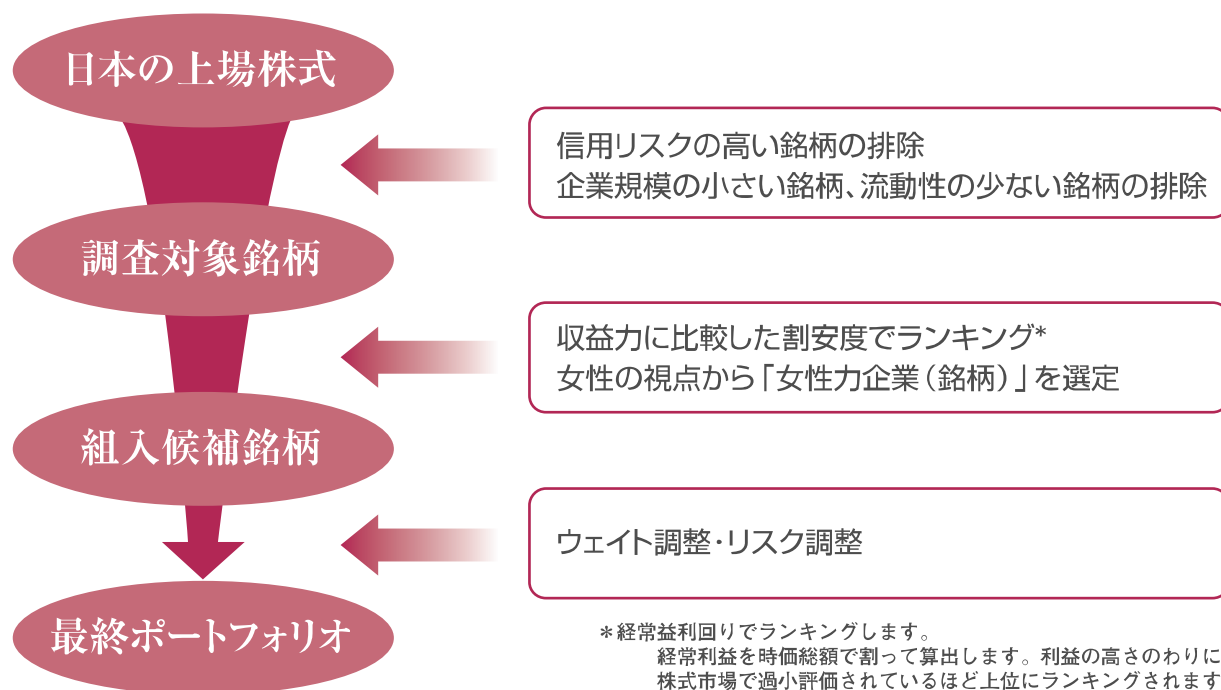 日本の上場株式
信用リスクの高い銘柄の排除
企業規模の小さい銘柄、流動性の少ない銘柄の排除
調査対象銘柄
収益力に比較した割安度でランキング*
女性の視点から「女性力企業（銘柄）」を選定
組入候補銘柄
ウェイト調整・リスク調整
最終ポートフォリオ
＊経常益利回りでランキングします。
経常利益を時価総額で割って算出します。利益の高さのわりに
株式市場で過小評価されているほど上位にランキングされます